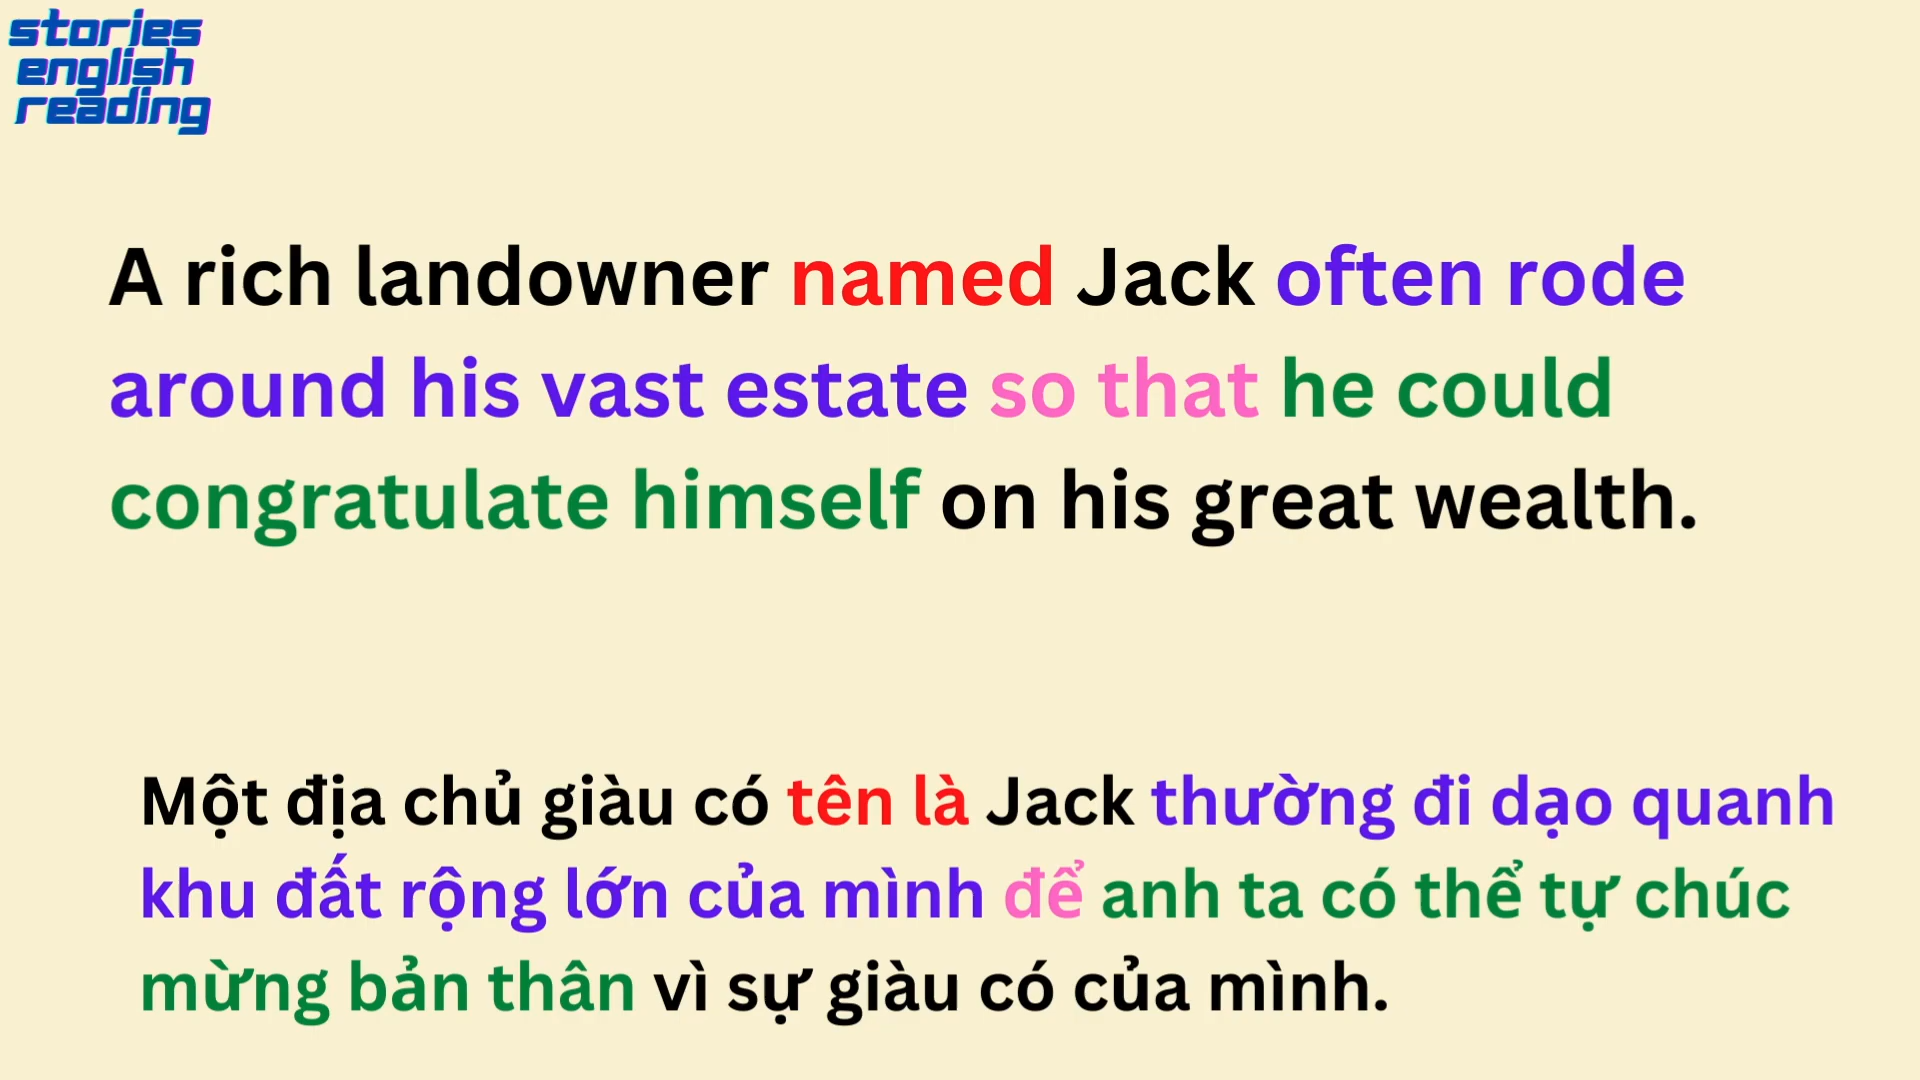 stories
english
reading
A rich landowner named Jack often rode
around his vast estate so that he could
congratulate himself on his great wealth.
Một địa chủ giàu có tên là Jack thường đi dạo quanh
khu đất rộng lớn của mình để anh ta có thể tự chúc
mừng bản thân vì sự giàu có của mình.